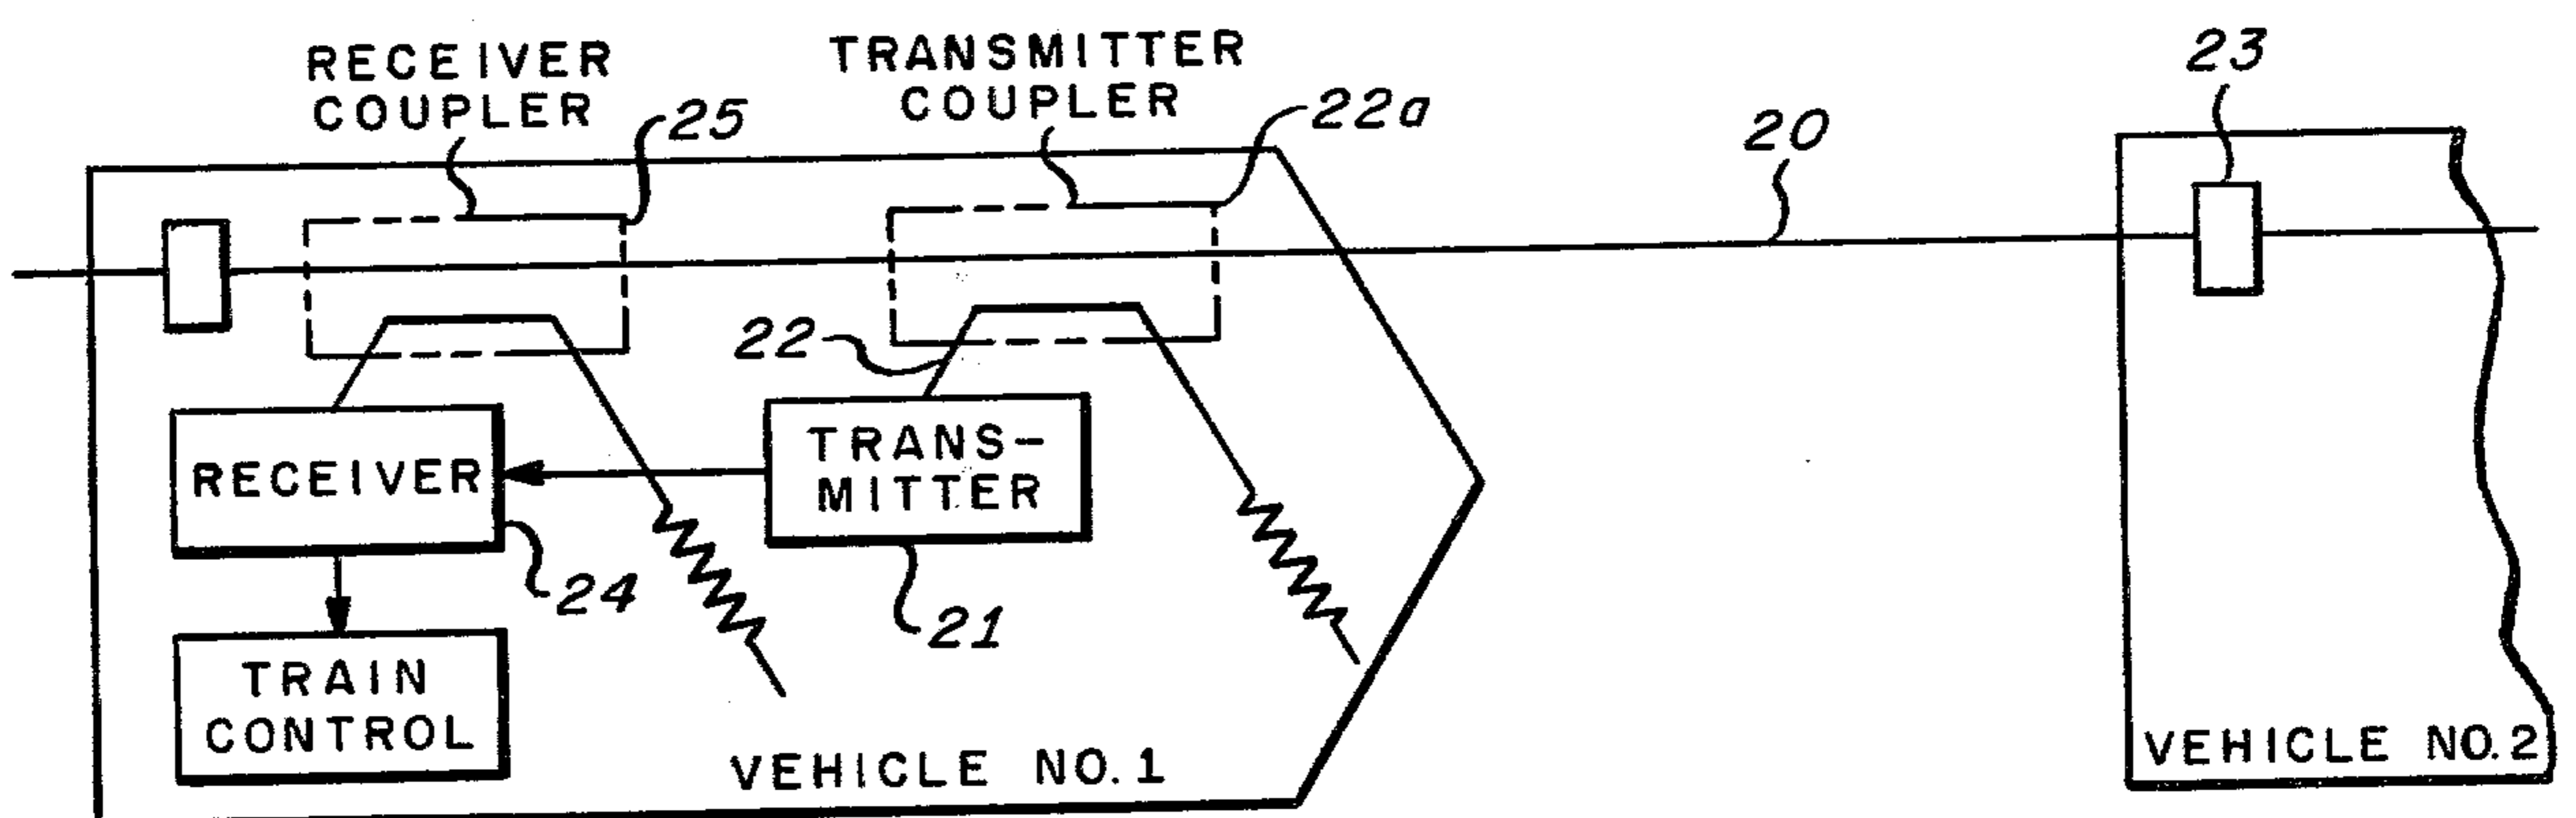 RECEIVER
COUPLER
25
TRANSMITTER
COUPLER
22a
20
23
22
RECEIVER
24
TRANS-
MITTER
21
TRAIN
CONTROL
VEHICLE NO. 1
VEHICLE NO. 2